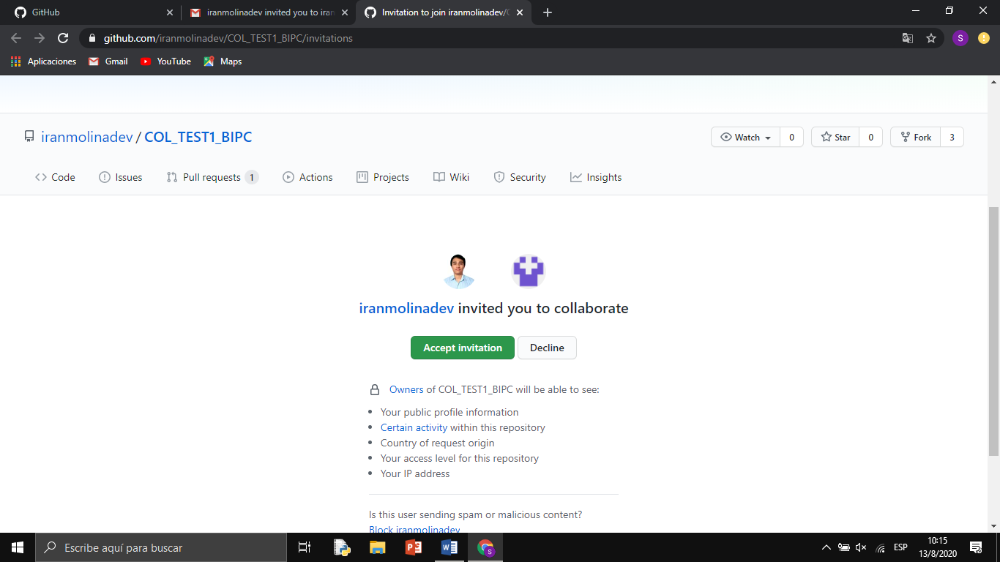 GitHub
iranmolinadev invited you to iran
Invitation to join iranmolinadev/C
github.com/iranmolinadev/COL_TEST1_BIPC/invitations
S
Aplicaciones Gmail YouTube Maps
iranmolinadev / COL_TEST1_BIPC
Watch 0 Star 0 Fork 3
Code Issues Pull requests 1 Actions Projects Wiki Security Insights
iranmolinadev invited you to collaborate
Accept invitation Decline
Owners of COL_TEST1_BIPC will be able to see:
• Your public profile information
• Certain activity within this repository
• Country of request origin
• Your access level for this repository
• Your IP address
Is this user sending spam or malicious content?
Block iranmolinadev
Escribe aquí para buscar
ESP
10:15
13/8/2020